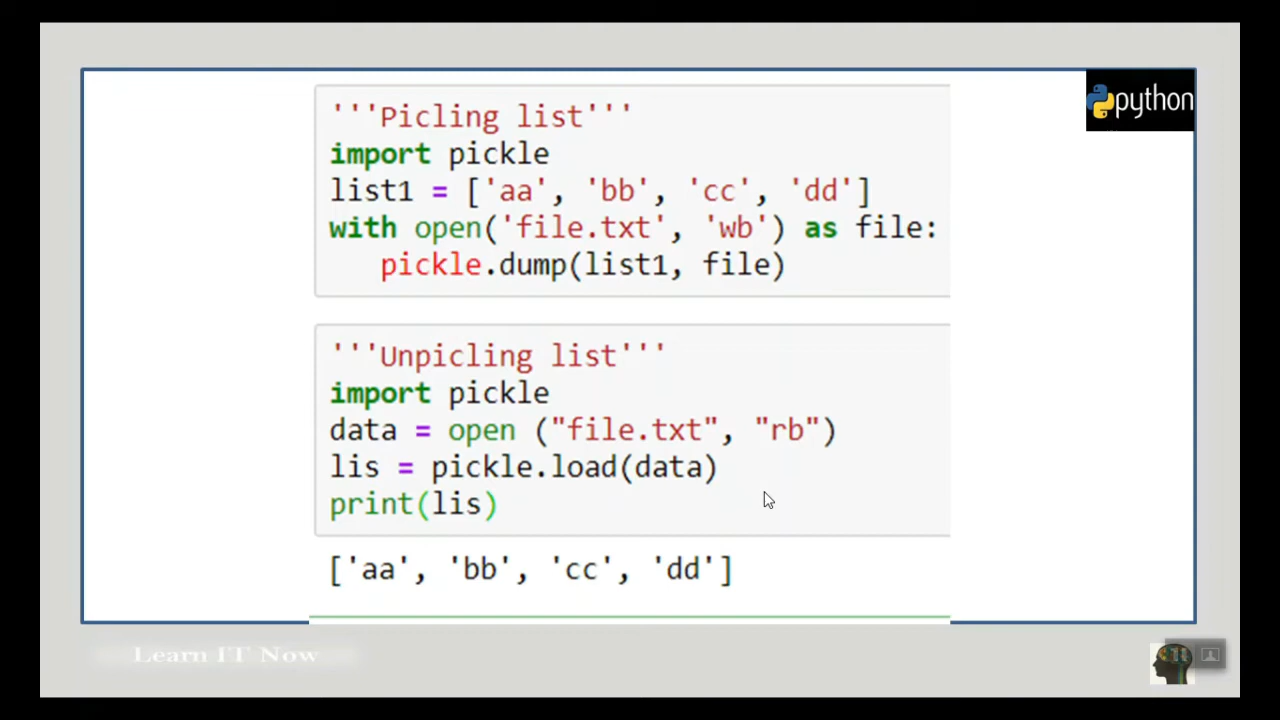 python
'''Picling list'''
import pickle
list1 = ['aa', 'bb', 'cc', 'dd']
with open('file.txt', 'wb') as file:
   pickle.dump(list1, file)
'''Unpicling list'''
import pickle
data = open ("file.txt", "rb")
lis = pickle.load(data)
print(lis)
['aa', 'bb', 'cc', 'dd']
Learn IT Now